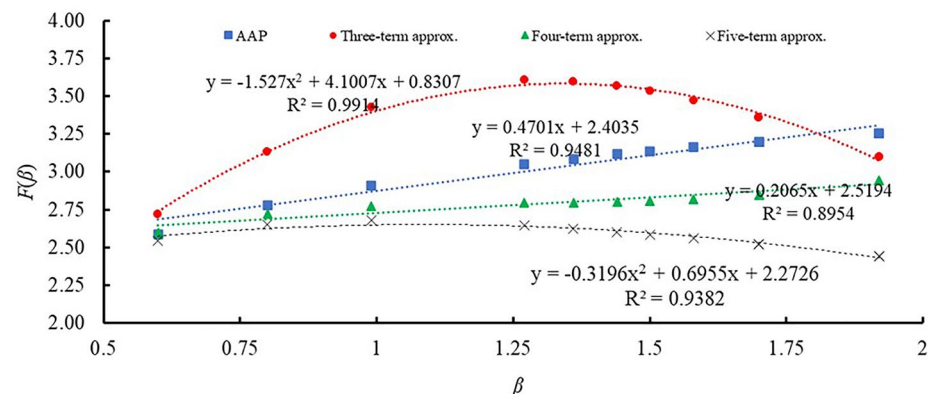 4.00
3.75
3.50
3.25
3.00
2.75
2.50
2.25
2.00
F(β)
AAP Three-term approx. Four-term approx. Five-term approx.
y = -1.527x² + 4.1007x + 0.8307
R² = 0.9914
y = 0.4701x + 2.4035
R² = 0.9481
y = 0.2065x + 2.5194
R² = 0.8954
y = -0.3196x² + 0.6955x + 2.2726
R² = 0.9382
0.5 0.75 1 1.25 1.5 1.75 2
β